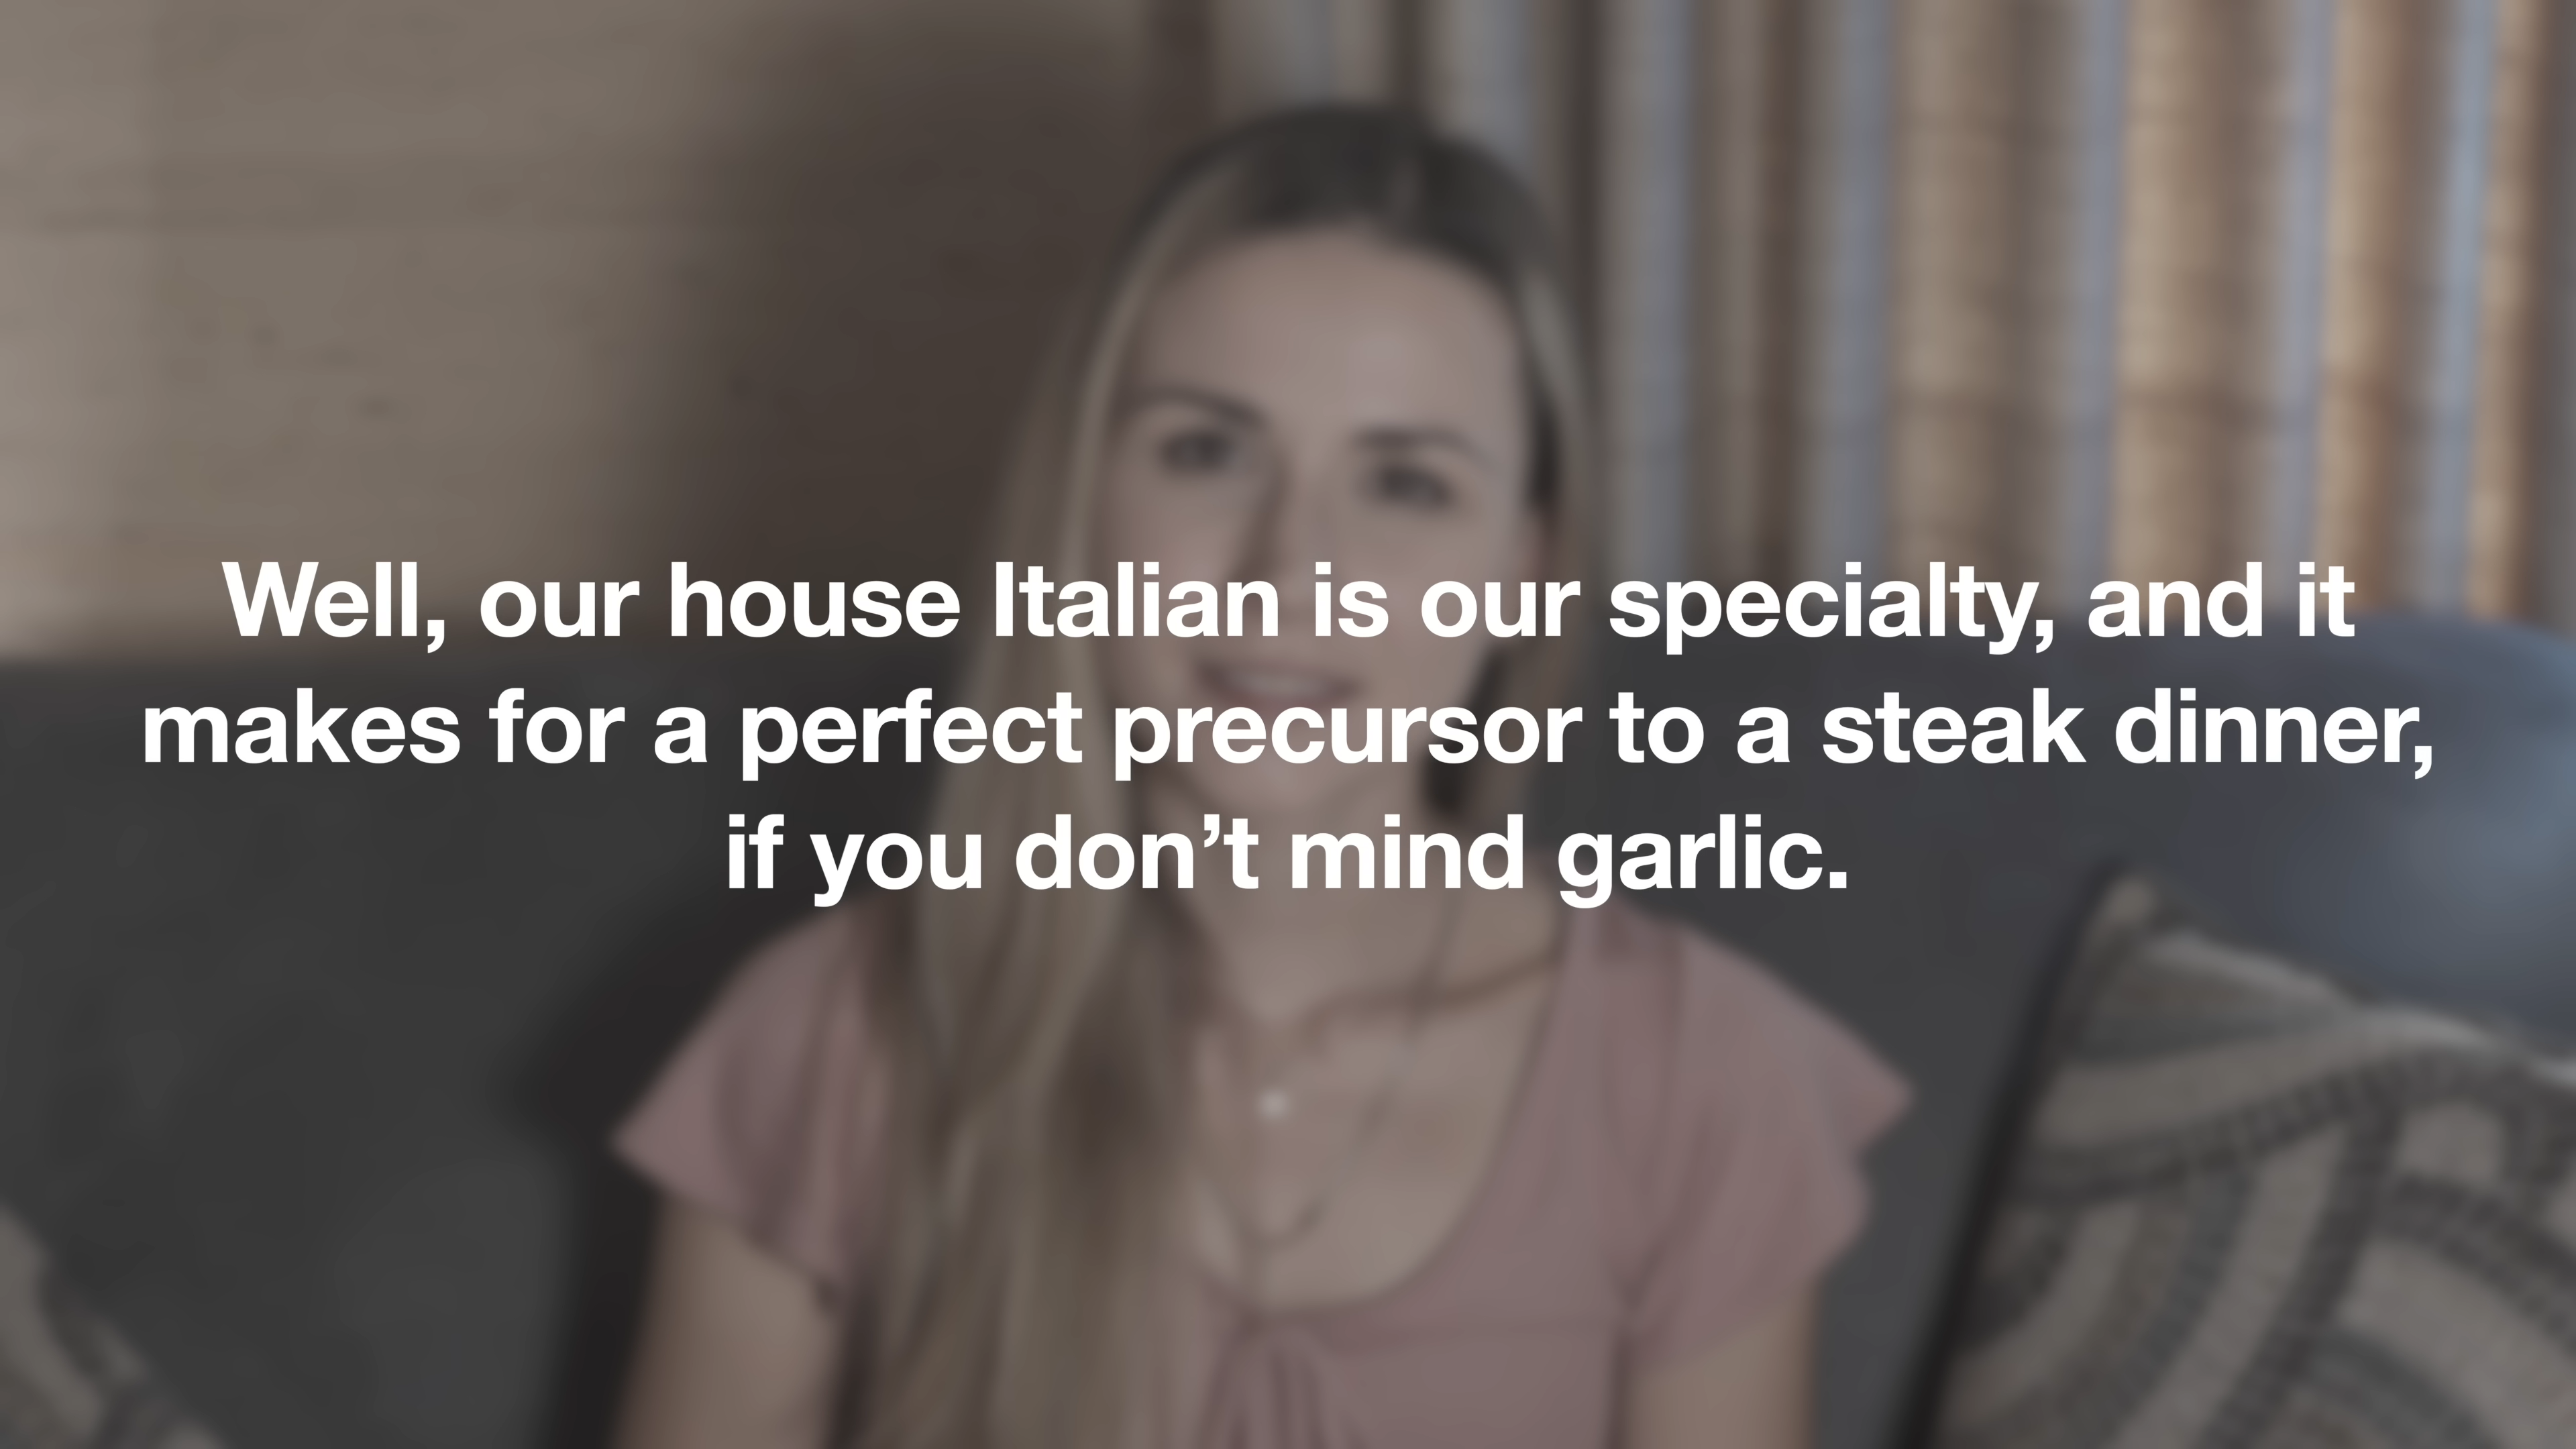 Well, our house Italian is our specialty, and it
makes for a perfect precursor to a steak dinner,
if you don’t mind garlic.